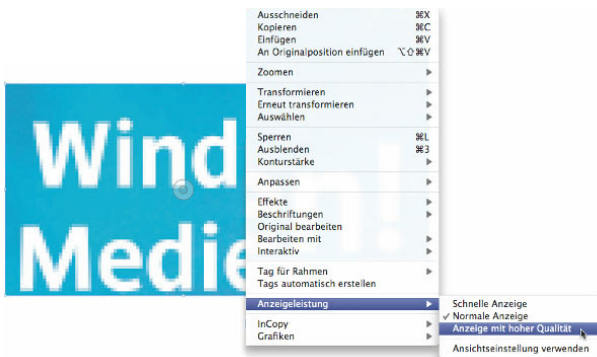 Ausschneiden ⌘X
Kopieren ⌘C
Einfügen ⌘V
An Originalposition einfügen ⌥⇧⌘V
Zoomen
Transformieren
Erneut transformieren
Auswählen
Sperren ⌘L
Ausblenden ⌘3
Konturstärke
Anpassen
Effekte
Beschriftungen
Original bearbeiten
Bearbeiten mit
Interaktiv
Tag für Rahmen
Tags automatisch erstellen
Anzeigeleistung
InCopy
Grafiken
Schnelle Anzeige
✓ Normale Anzeige
Anzeige mit hoher Qualität
Ansichtseinstellung verwenden
Wind
Medie n!